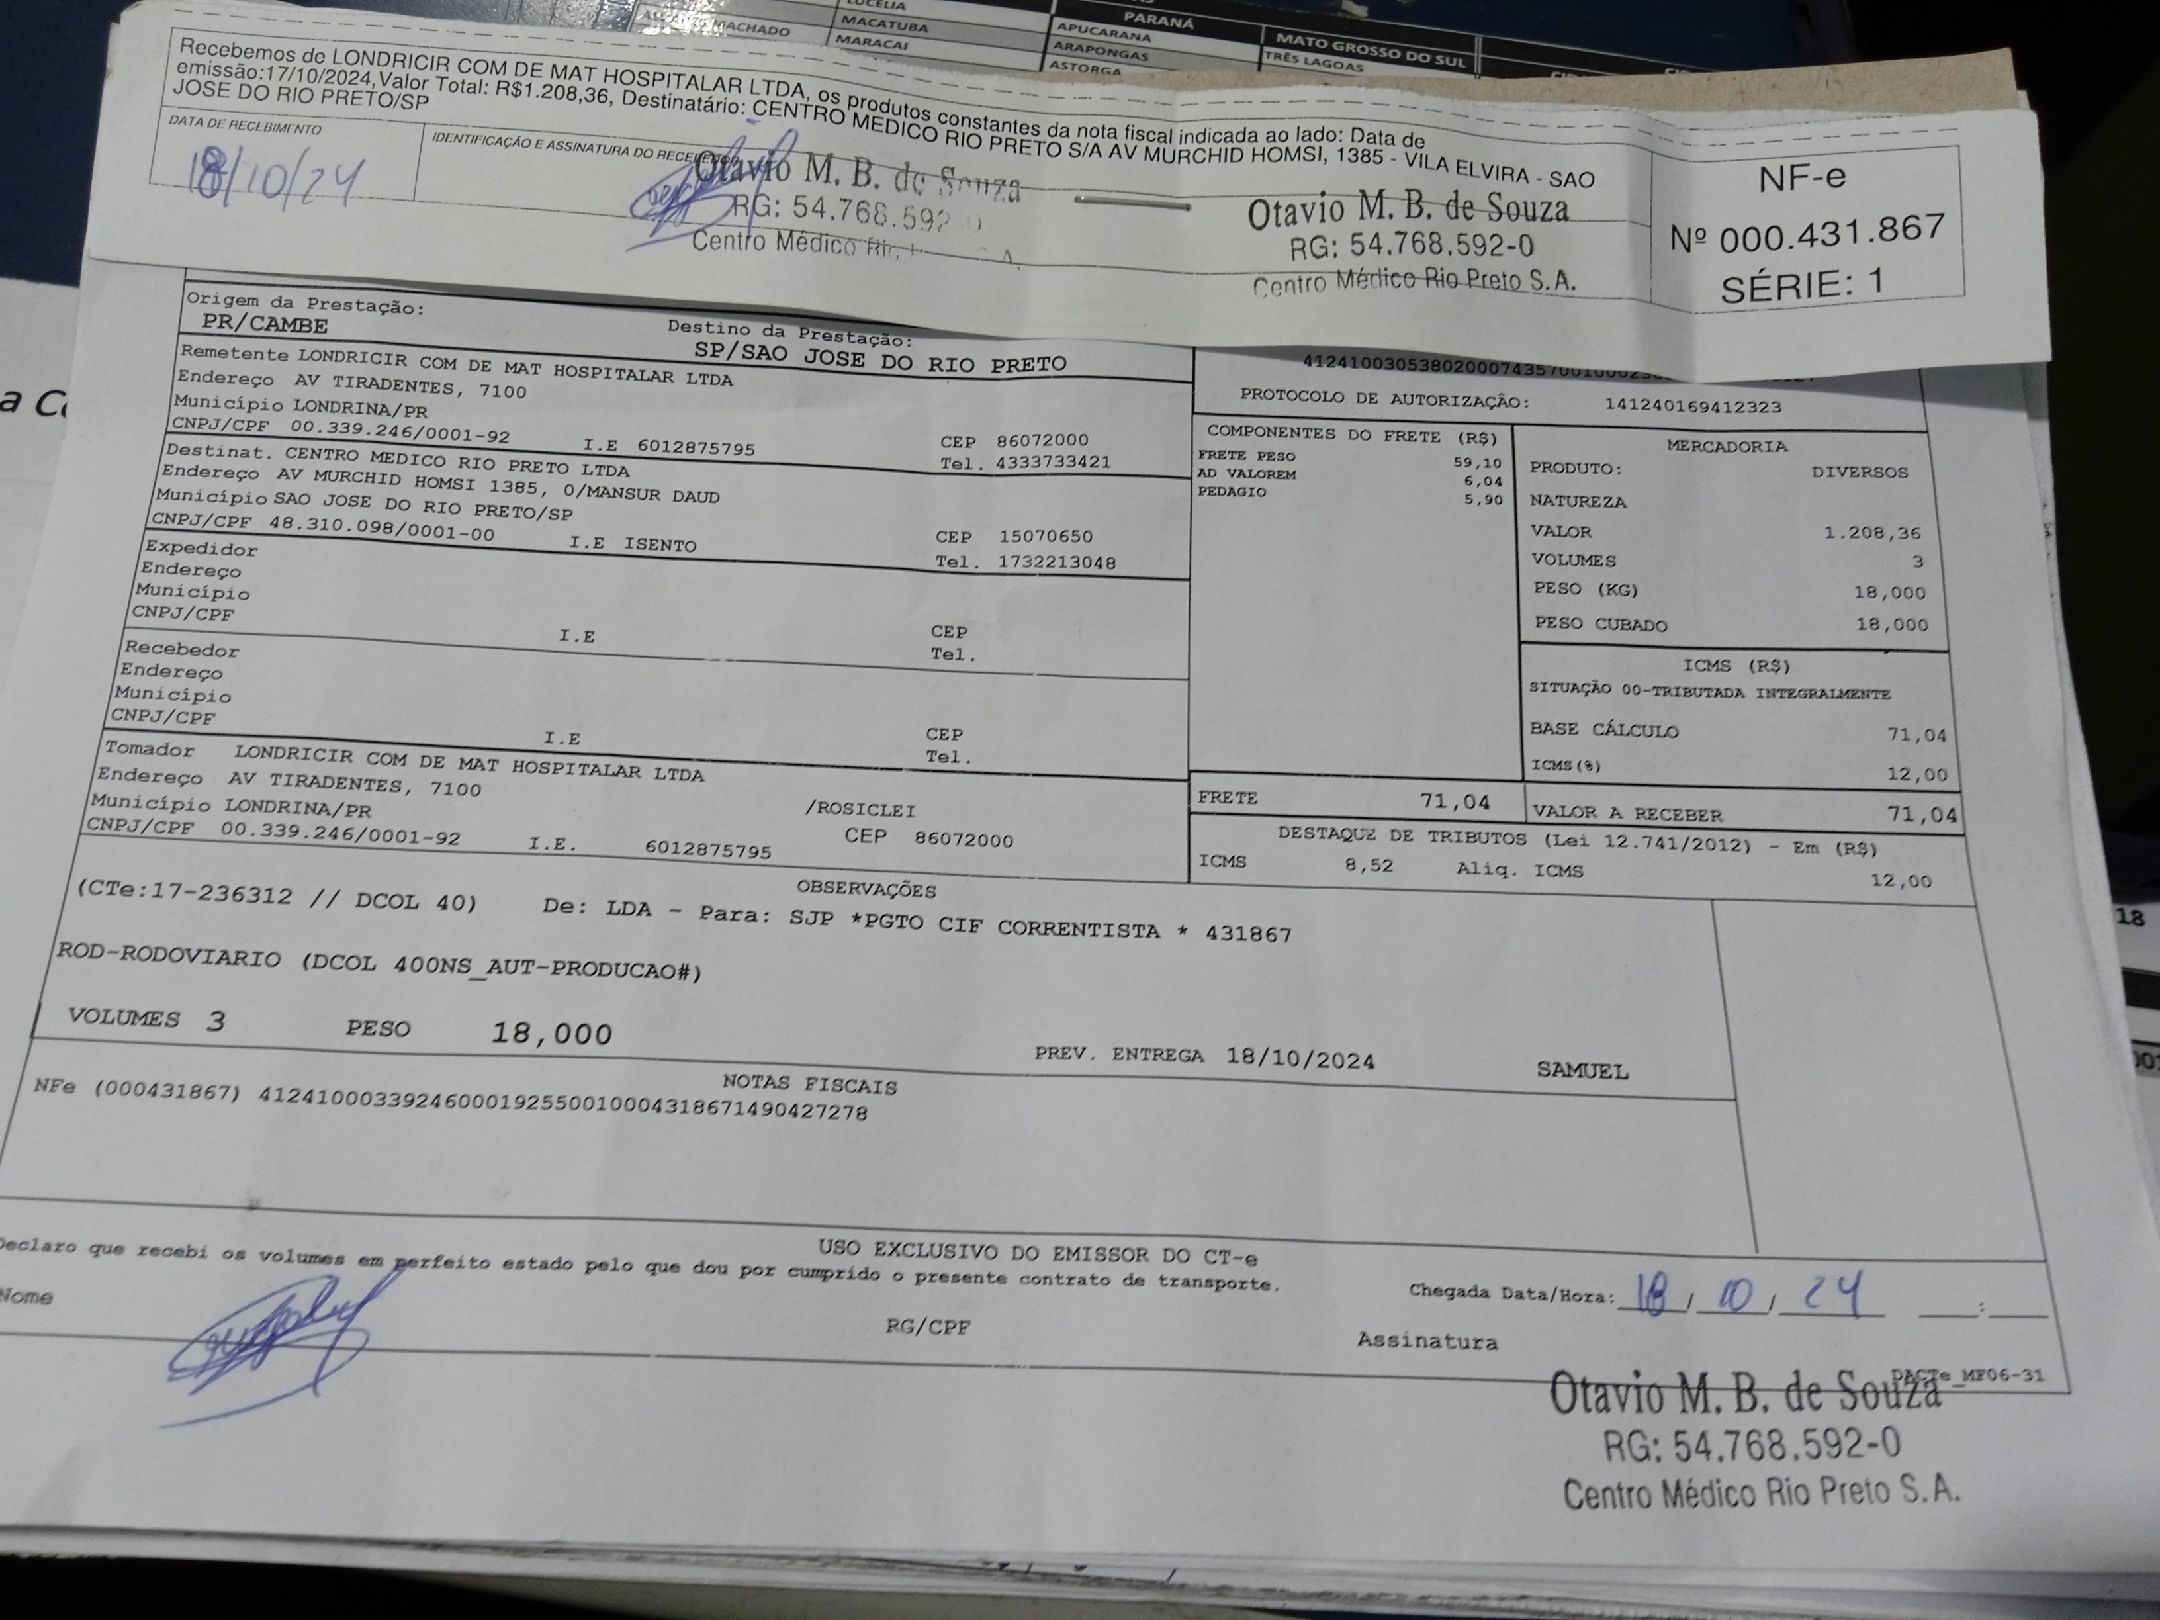 LUCELIA
MACHADO
MACATUBA
MARACAI
PARANÁ
APUCARANA
ARAPONGAS
ASTORGA
MATO GROSSO DO SUL
TRÊS LAGOAS
Recebemos de LONDRICIR COM DE MAT HOSPITALAR LTDA, os produtos constantes da nota fiscal indicada ao lado: Data de
emissão:17/10/2024,Valor Total: R$1.208,36, Destinatário: CENTRO MEDICO RIO PRETO S/A AV MURCHID HOMSI, 1385 - VILA ELVIRA - SAO
JOSE DO RIO PRETO/SP
DATA DE RECEBIMENTO
IDENTIFICAÇÃO E ASSINATURA DO RECEBEDOR
18/10/24
Otavio M. B. de Souza
RG: 54.768.592-0
Centro Médico
Otavio M. B. de Souza
RG: 54.768.592-0
Centro Médico Rio Preto S.A.
NF-e
Nº 000.431.867
SÉRIE: 1
Origem da Prestação:
PR/CAMBE
Destino da Prestação:
SP/SAO JOSE DO RIO PRETO
Remetente LONDRICIR COM DE MAT HOSPITALAR LTDA
Endereço AV TIRADENTES, 7100
Município LONDRINA/PR
CNPJ/CPF 00.339.246/0001-92 I.E 6012875795
CEP 86072000
Tel. 4333733421
Destinat. CENTRO MEDICO RIO PRETO LTDA
Endereço AV MURCHID HOMSI 1385, 0/MANSUR DAUD
Município SAO JOSE DO RIO PRETO/SP
CNPJ/CPF 48.310.098/0001-00 I.E ISENTO
CEP 15070650
Tel. 1732213048
Expedidor
Endereço
Município
CNPJ/CPF
I.E
CEP
Tel.
Recebedor
Endereço
Município
CNPJ/CPF
I.E
CEP
Tel.
Tomador LONDRICIR COM DE MAT HOSPITALAR LTDA
Endereço AV TIRADENTES, 7100
Município LONDRINA/PR /ROSICLEI
CNPJ/CPF 00.339.246/0001-92 I.E. 6012875795 CEP 86072000
PROTOCOLO DE AUTORIZAÇÃO: 141240169412323
COMPONENTES DO FRETE (R$)
FRETE PESO 59,10
AD VALOREM 6,04
PEDAGIO 5,90
MERCADORIA
PRODUTO: DIVERSOS
NATUREZA
VALOR 1.208,36
VOLUMES 3
PESO (KG) 18,000
PESO CUBADO 18,000
ICMS (R$)
SITUAÇÃO 00-TRIBUTADA INTEGRALMENTE
BASE CÁLCULO 71,04
ICMS(%) 12,00
FRETE 71,04
VALOR A RECEBER 71,04
DESTAQUE DE TRIBUTOS (Lei 12.741/2012) - Em (R$)
ICMS 8,52 Aliq. ICMS 12,00
OBSERVAÇÕES
(CTe:17-236312 // DCOL 40) De: LDA - Para: SJP *PGTO CIF CORRENTISTA * 431867
ROD-RODOVIARIO (DCOL 400NS_AUT-PRODUCAO#)
VOLUMES 3 PESO 18,000
PREV. ENTREGA 18/10/2024 SAMUEL
NOTAS FISCAIS
NFe (000431867) 41241000339246000192550010004318671490427278
USO EXCLUSIVO DO EMISSOR DO CT-e
Declaro que recebi os volumes em perfeito estado pelo que dou por cumprido o presente contrato de transporte.
Nome
RG/CPF
Chegada Data/Hora: 18 / 10 / 24 :
Assinatura
DACTe_MF06-31
Otavio M. B. de Souza
RG: 54.768.592-0
Centro Médico Rio Preto S.A.
18